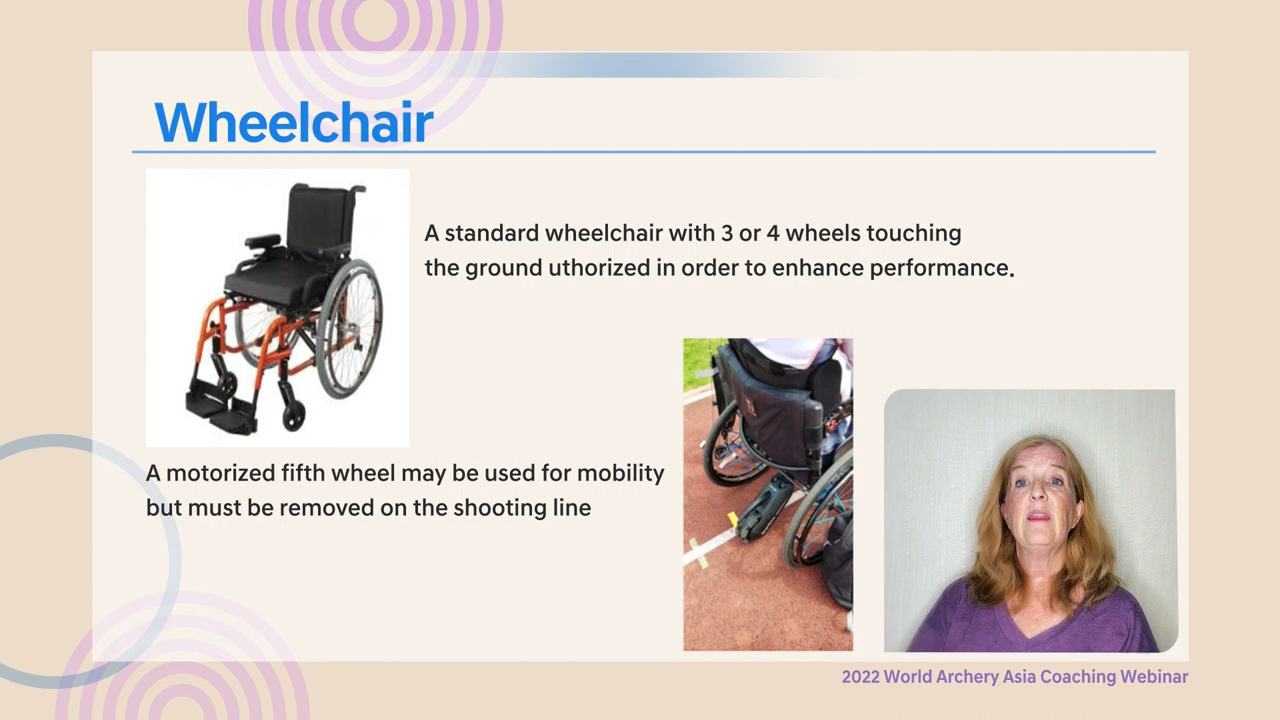 Wheelchair
A standard wheelchair with 3 or 4 wheels touching
the ground uthorized in order to enhance performance.
A motorized fifth wheel may be used for mobility
but must be removed on the shooting line
2022 World Archery Asia Coaching Webinar